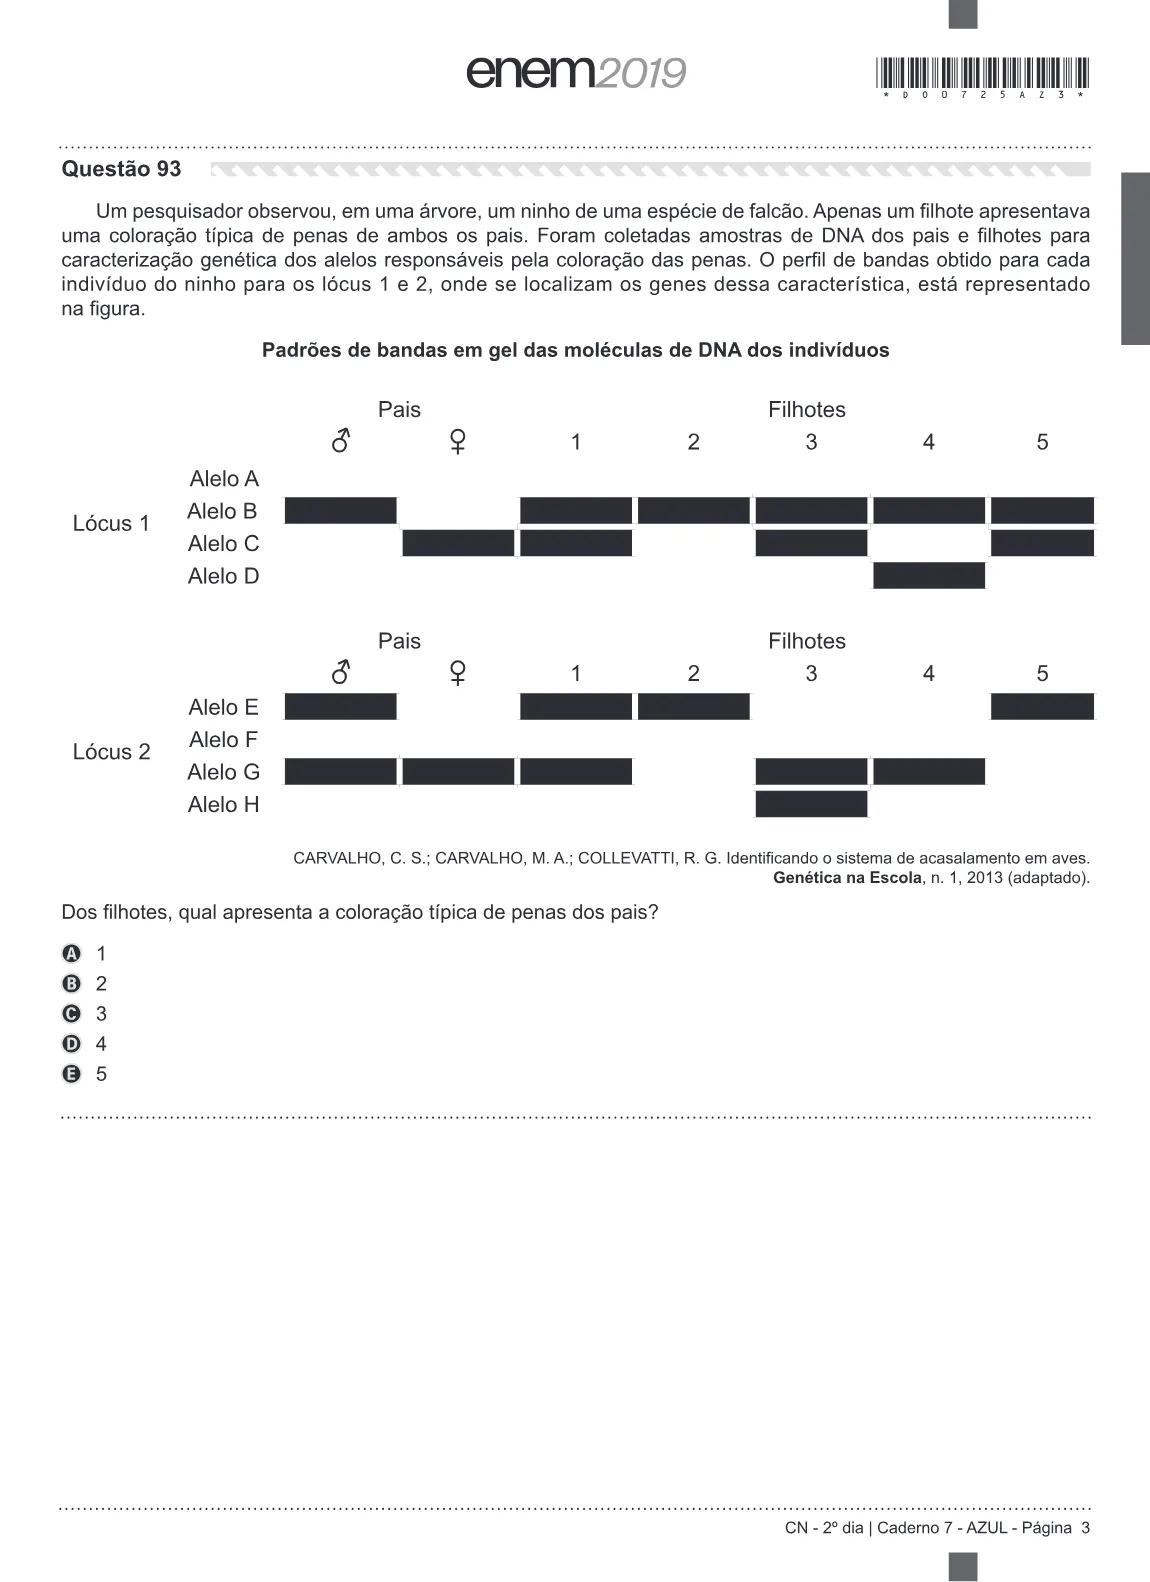 enem2019
* D 0 0 7 2 5 A Z 3 *
Questão 93
Um pesquisador observou, em uma árvore, um ninho de uma espécie de falcão. Apenas um filhote apresentava
uma coloração típica de penas de ambos os pais. Foram coletadas amostras de DNA dos pais e filhotes para
caracterização genética dos alelos responsáveis pela coloração das penas. O perfil de bandas obtido para cada
indivíduo do ninho para os lócus 1 e 2, onde se localizam os genes dessa característica, está representado
na figura.
Padrões de bandas em gel das moléculas de DNA dos indivíduos
Pais Filhotes
♂ ♀ 1 2 3 4 5
Alelo A
Alelo B
Lócus 1
Alelo C
Alelo D
Pais Filhotes
♂ ♀ 1 2 3 4 5
Alelo E
Alelo F
Lócus 2
Alelo G
Alelo H
CARVALHO, C. S.; CARVALHO, M. A.; COLLEVATTI, R. G. Identificando o sistema de acasalamento em aves.
Genética na Escola, n. 1, 2013 (adaptado).
Dos filhotes, qual apresenta a coloração típica de penas dos pais?
A 1
B 2
C 3
D 4
E 5
CN - 2º dia | Caderno 7 - AZUL - Página 3